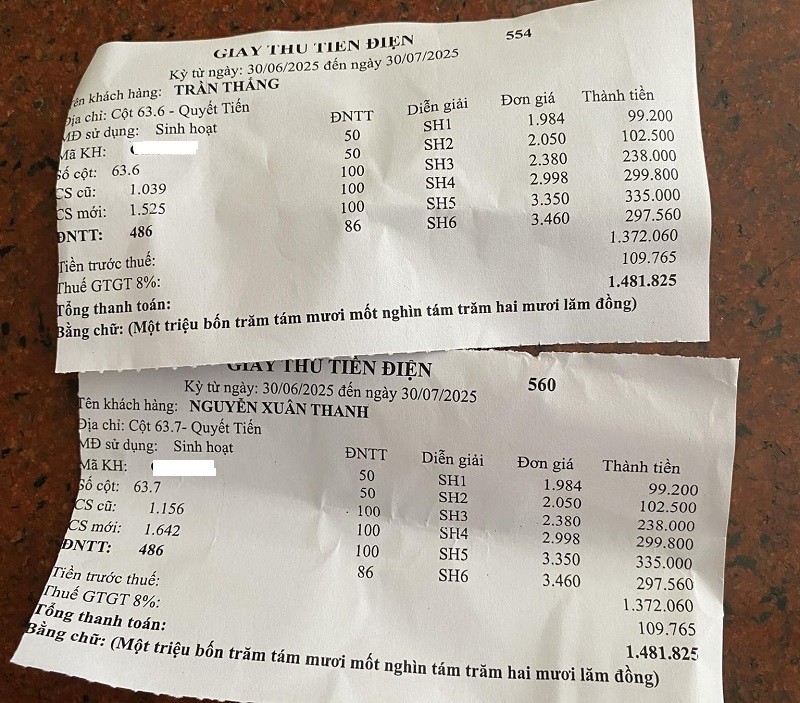 GIẤY THU TIỀN ĐIỆN 554
Kỳ từ ngày: 30/06/2025 đến ngày 30/07/2025
Tên khách hàng: TRẦN THẮNG
Địa chỉ: Cột 63.6 - Quyết Tiến
MĐ sử dụng: Sinh hoạt ĐNTT Diễn giải Đơn giá Thành tiền
Mã KH: 50 SH1 1.984 99.200
Số cột: 63.6 50 SH2 2.050 102.500
CS cũ: 1.039 100 SH3 2.380 238.000
CS mới: 1.525 100 SH4 2.998 299.800
ĐNTT: 486 100 SH5 3.350 335.000
86 SH6 3.460 297.560
Tiền trước thuế: 1.372.060
Thuế GTGT 8%: 109.765
Tổng thanh toán: 1.481.825
Bằng chữ: (Một triệu bốn trăm tám mươi mốt nghìn tám trăm hai mươi lăm đồng)
GIẤY THU TIỀN ĐIỆN
Kỳ từ ngày: 30/06/2025 đến ngày 30/07/2025 560
Tên khách hàng: NGUYỄN XUÂN THANH
Địa chỉ: Cột 63.7- Quyết Tiến
MĐ sử dụng: Sinh hoạt ĐNTT Diễn giải Đơn giá Thành tiền
Mã KH: 50 SH1 1.984 99.200
Số cột: 63.7 50 SH2 2.050 102.500
CS cũ: 1.156 100 SH3 2.380 238.000
CS mới: 1.642 100 SH4 2.998 299.800
ĐNTT: 486 100 SH5 3.350 335.000
86 SH6 3.460 297.560
Tiền trước thuế: 1.372.060
Thuế GTGT 8%: 109.765
Tổng thanh toán: 1.481.825
Bằng chữ: (Một triệu bốn trăm tám mươi mốt nghìn tám trăm hai mươi lăm đồng)